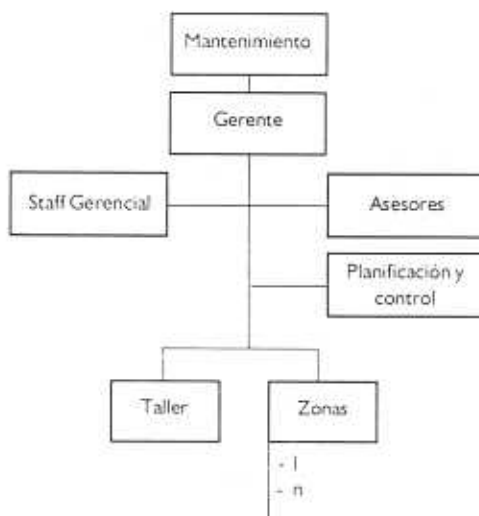 Mantenimiento
Gerente
Staff Gerencial
Asesores
Planificación y
control
Taller
Zonas
- I
- n